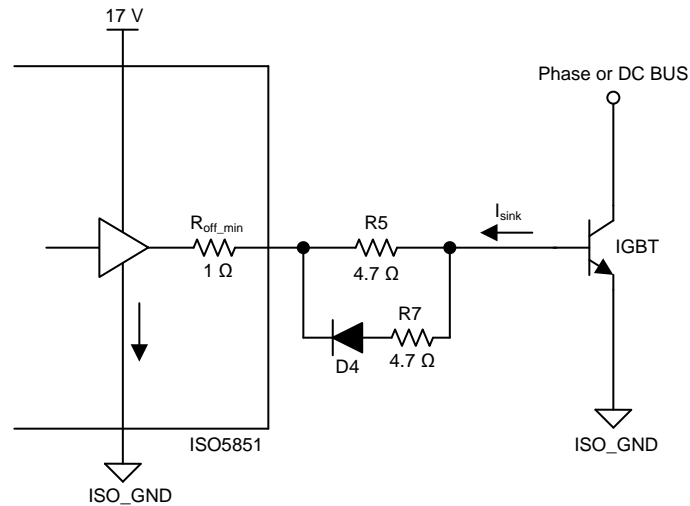 17 V
Phase or DC BUS
R_off_min
1 Ω
R5
4.7 Ω
I_sink
IGBT
R7
4.7 Ω
D4
ISO5851
ISO_GND
ISO_GND